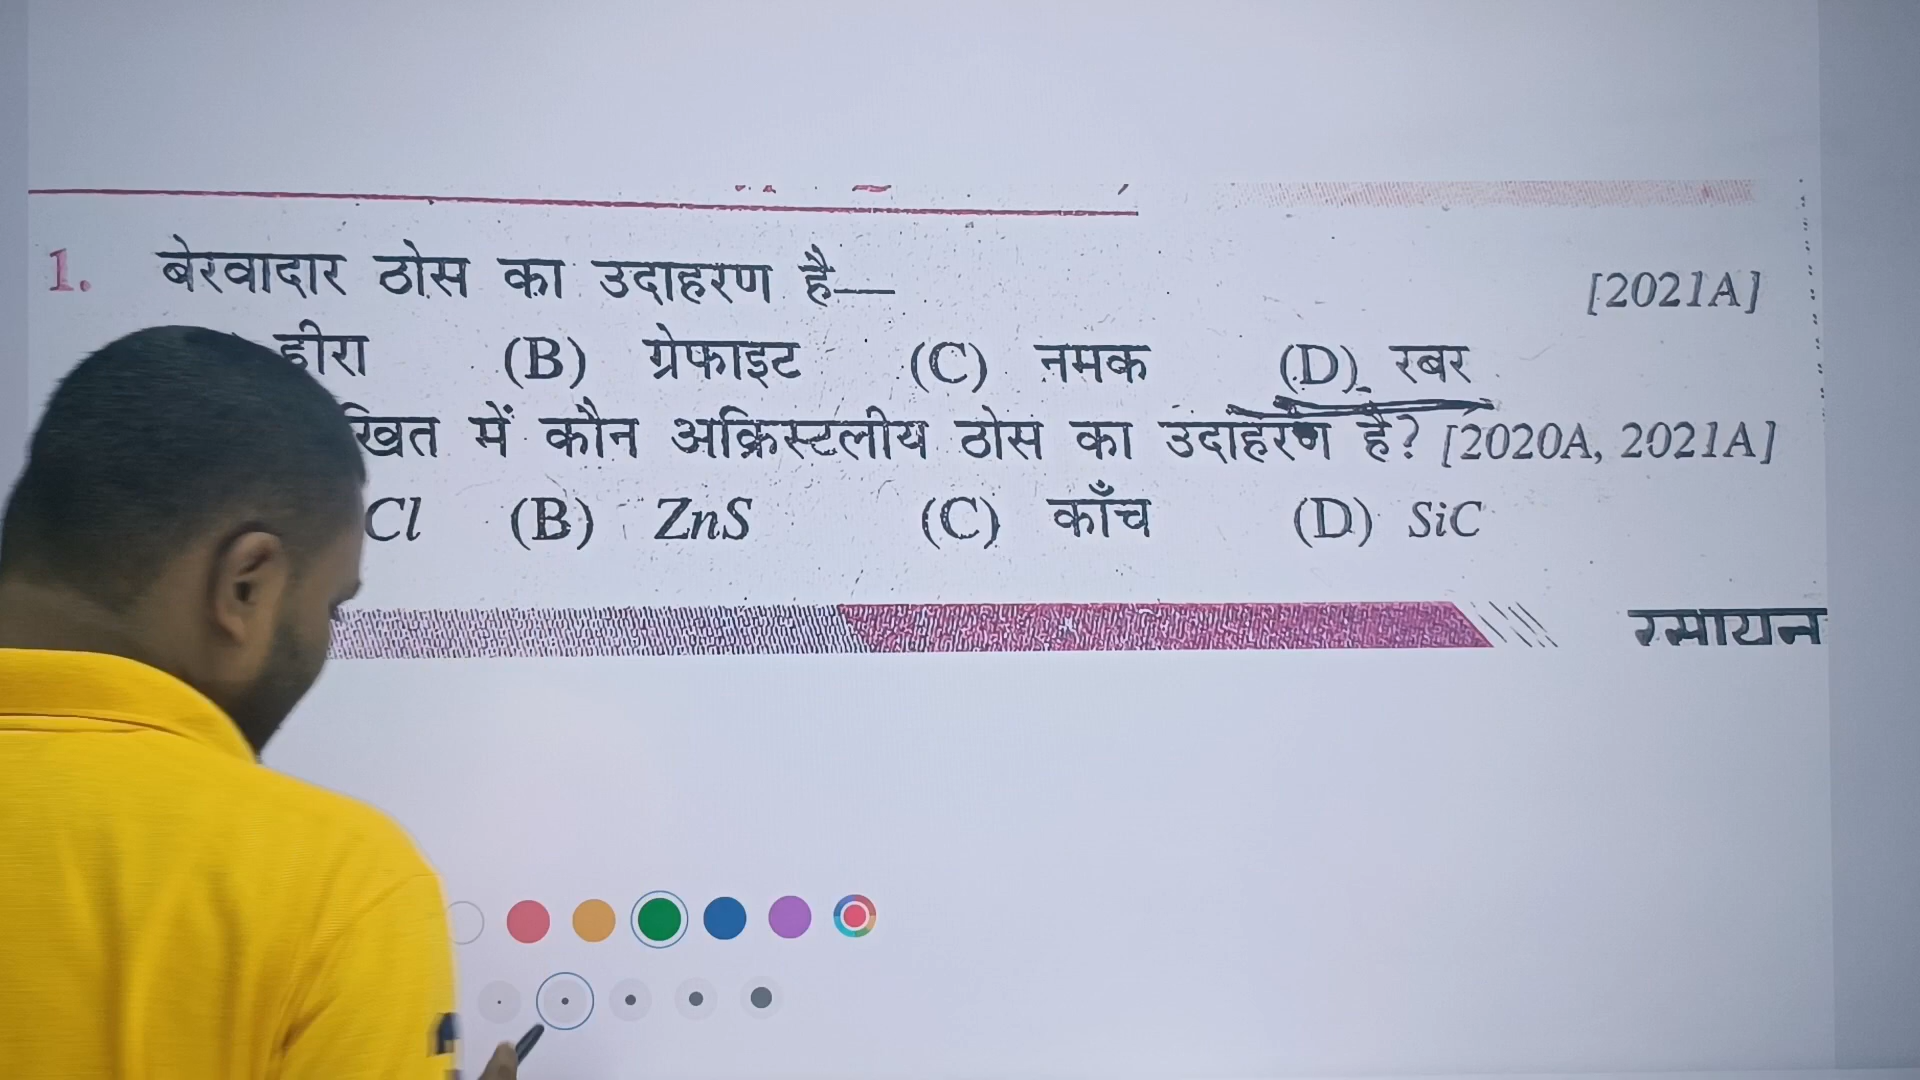 1. बेरवादार ठोस का उदाहरण है— [2021A]
हीरा (B) ग्रेफाइट (C) नमक (D) रबर
में कौन अक्रिस्टलीय ठोस का उदाहरण है? [2020A, 2021A]
Cl (B) ZnS (C) काँच (D) SiC
रसायन